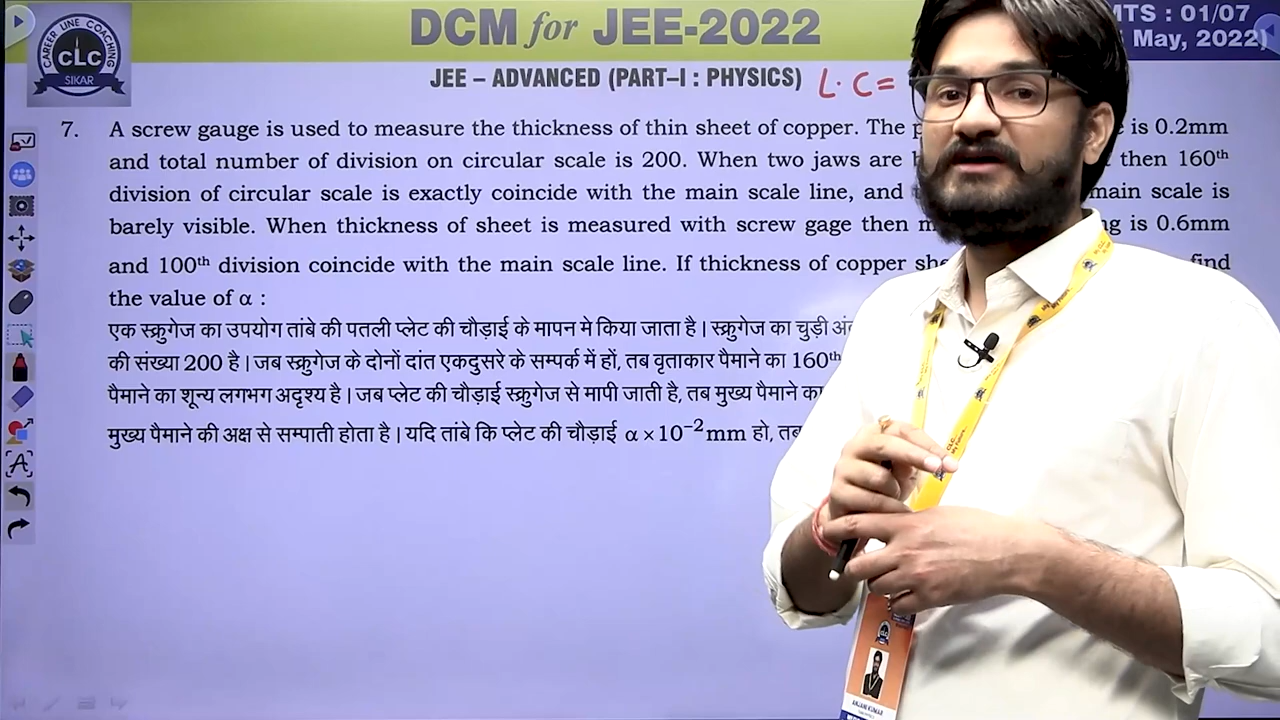 DCM for JEE-2022
MTS : 01/07
May, 2022)
CAREER LINE COACHING
CLC
SIKAR
JEE – ADVANCED (PART–I : PHYSICS)
L.C=
7. A screw gauge is used to measure the thickness of thin sheet of copper. The is 0.2mm
and total number of division on circular scale is 200. When two jaws are then 160th
division of circular scale is exactly coincide with the main scale line, and main scale is
barely visible. When thickness of sheet is measured with screw gage then is 0.6mm
and 100th division coincide with the main scale line. If thickness of copper find
the value of α :
एक स्क्रुगेज का उपयोग तांबे की पतली प्लेट की चौड़ाई के मापन मे किया जाता है। स्क्रुगेज का चुड़ी
की संख्या 200 है। जब स्क्रुगेज के दोनों दांत एकदुसरे के सम्पर्क में हों, तब वृताकार पैमाने का 160th
पैमाने का शून्य लगभग अदृश्य है। जब प्लेट की चौड़ाई स्क्रुगेज से मापी जाती है, तब मुख्य पैमाने का
मुख्य पैमाने की अक्ष से सम्पाती होता है। यदि तांबे कि प्लेट की चौड़ाई α×10⁻²mm हो, तब
ANJANI KUMAR